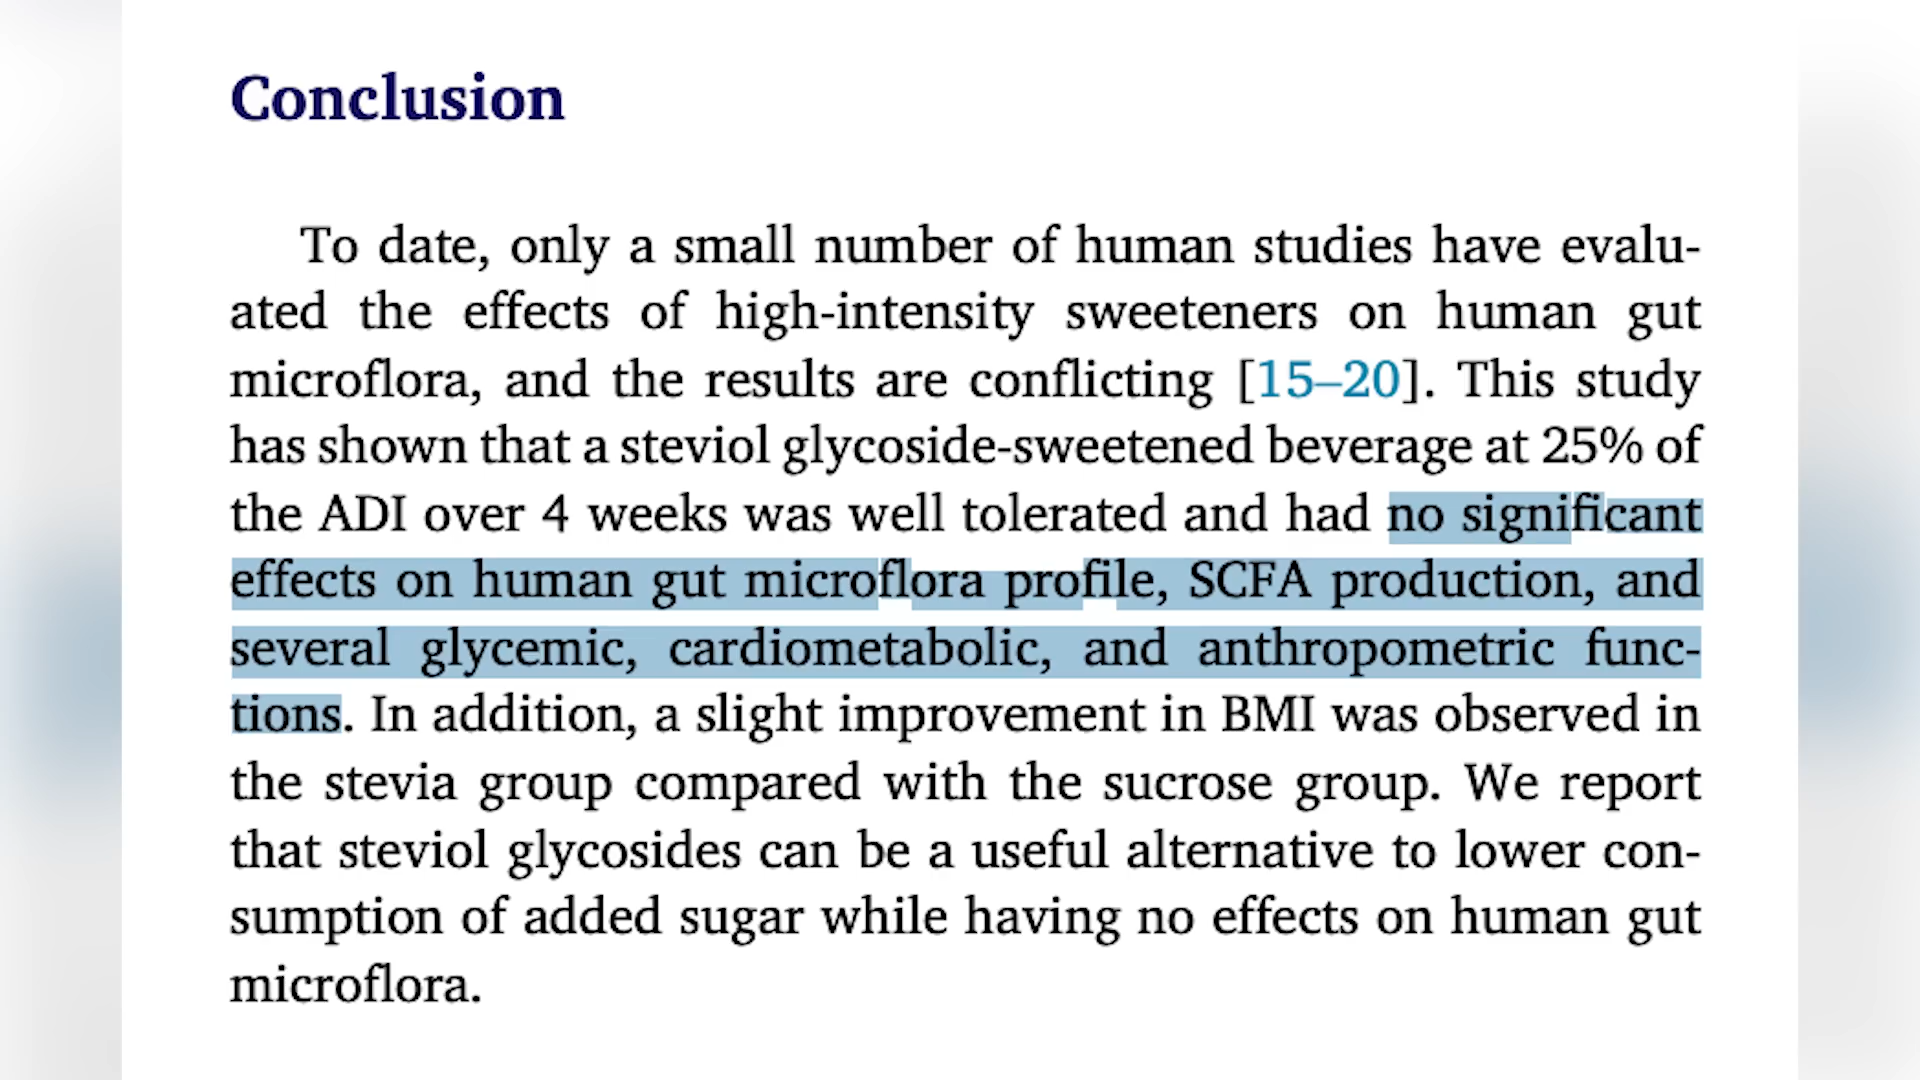 Conclusion
To date, only a small number of human studies have evalu-
ated the effects of high-intensity sweeteners on human gut
microflora, and the results are conflicting [15–20]. This study
has shown that a steviol glycoside-sweetened beverage at 25% of
the ADI over 4 weeks was well tolerated and had no significant
effects on human gut microflora profile, SCFA production, and
several glycemic, cardiometabolic, and anthropometric func-
tions. In addition, a slight improvement in BMI was observed in
the stevia group compared with the sucrose group. We report
that steviol glycosides can be a useful alternative to lower con-
sumption of added sugar while having no effects on human gut
microflora.